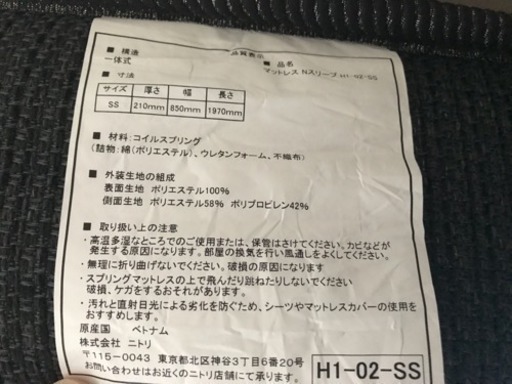 品質表示
■ 構造
一体式
■ 品名
マットレス Nスリープ H1-02-SS
■ 寸法
サイズ 厚さ 幅 長さ
SS 210mm 850mm 1970mm
■ 材料:コイルスプリング
(詰物:綿(ポリエステル)、ウレタンフォーム、不織布)
■ 外装生地の組成
表面生地 ポリエステル100%
側面生地 ポリエステル58% ポリプロピレン42%
■ 取り扱い上の注意
・高温多湿なところでのご使用または、保管はさけてください。カビなどが
発生する原因になります。部屋の換気を行い風通しをよくしてください。
・無理に折り曲げないでください。破損の原因になります
・スプリングマットレスの上で飛んだり跳ねたりしないでください
破損、ケガをするおそれがあります。
・汚れと直射日光による劣化を防ぐため、シーツやマットレスカバーの使用を
おすすめします。
原産国 ベトナム
株式会社 ニトリ
〒115-0043 東京都北区神谷3丁目6番20号
お問い合わせはお近くのニトリ店舗にて承ります。
H1-02-SS